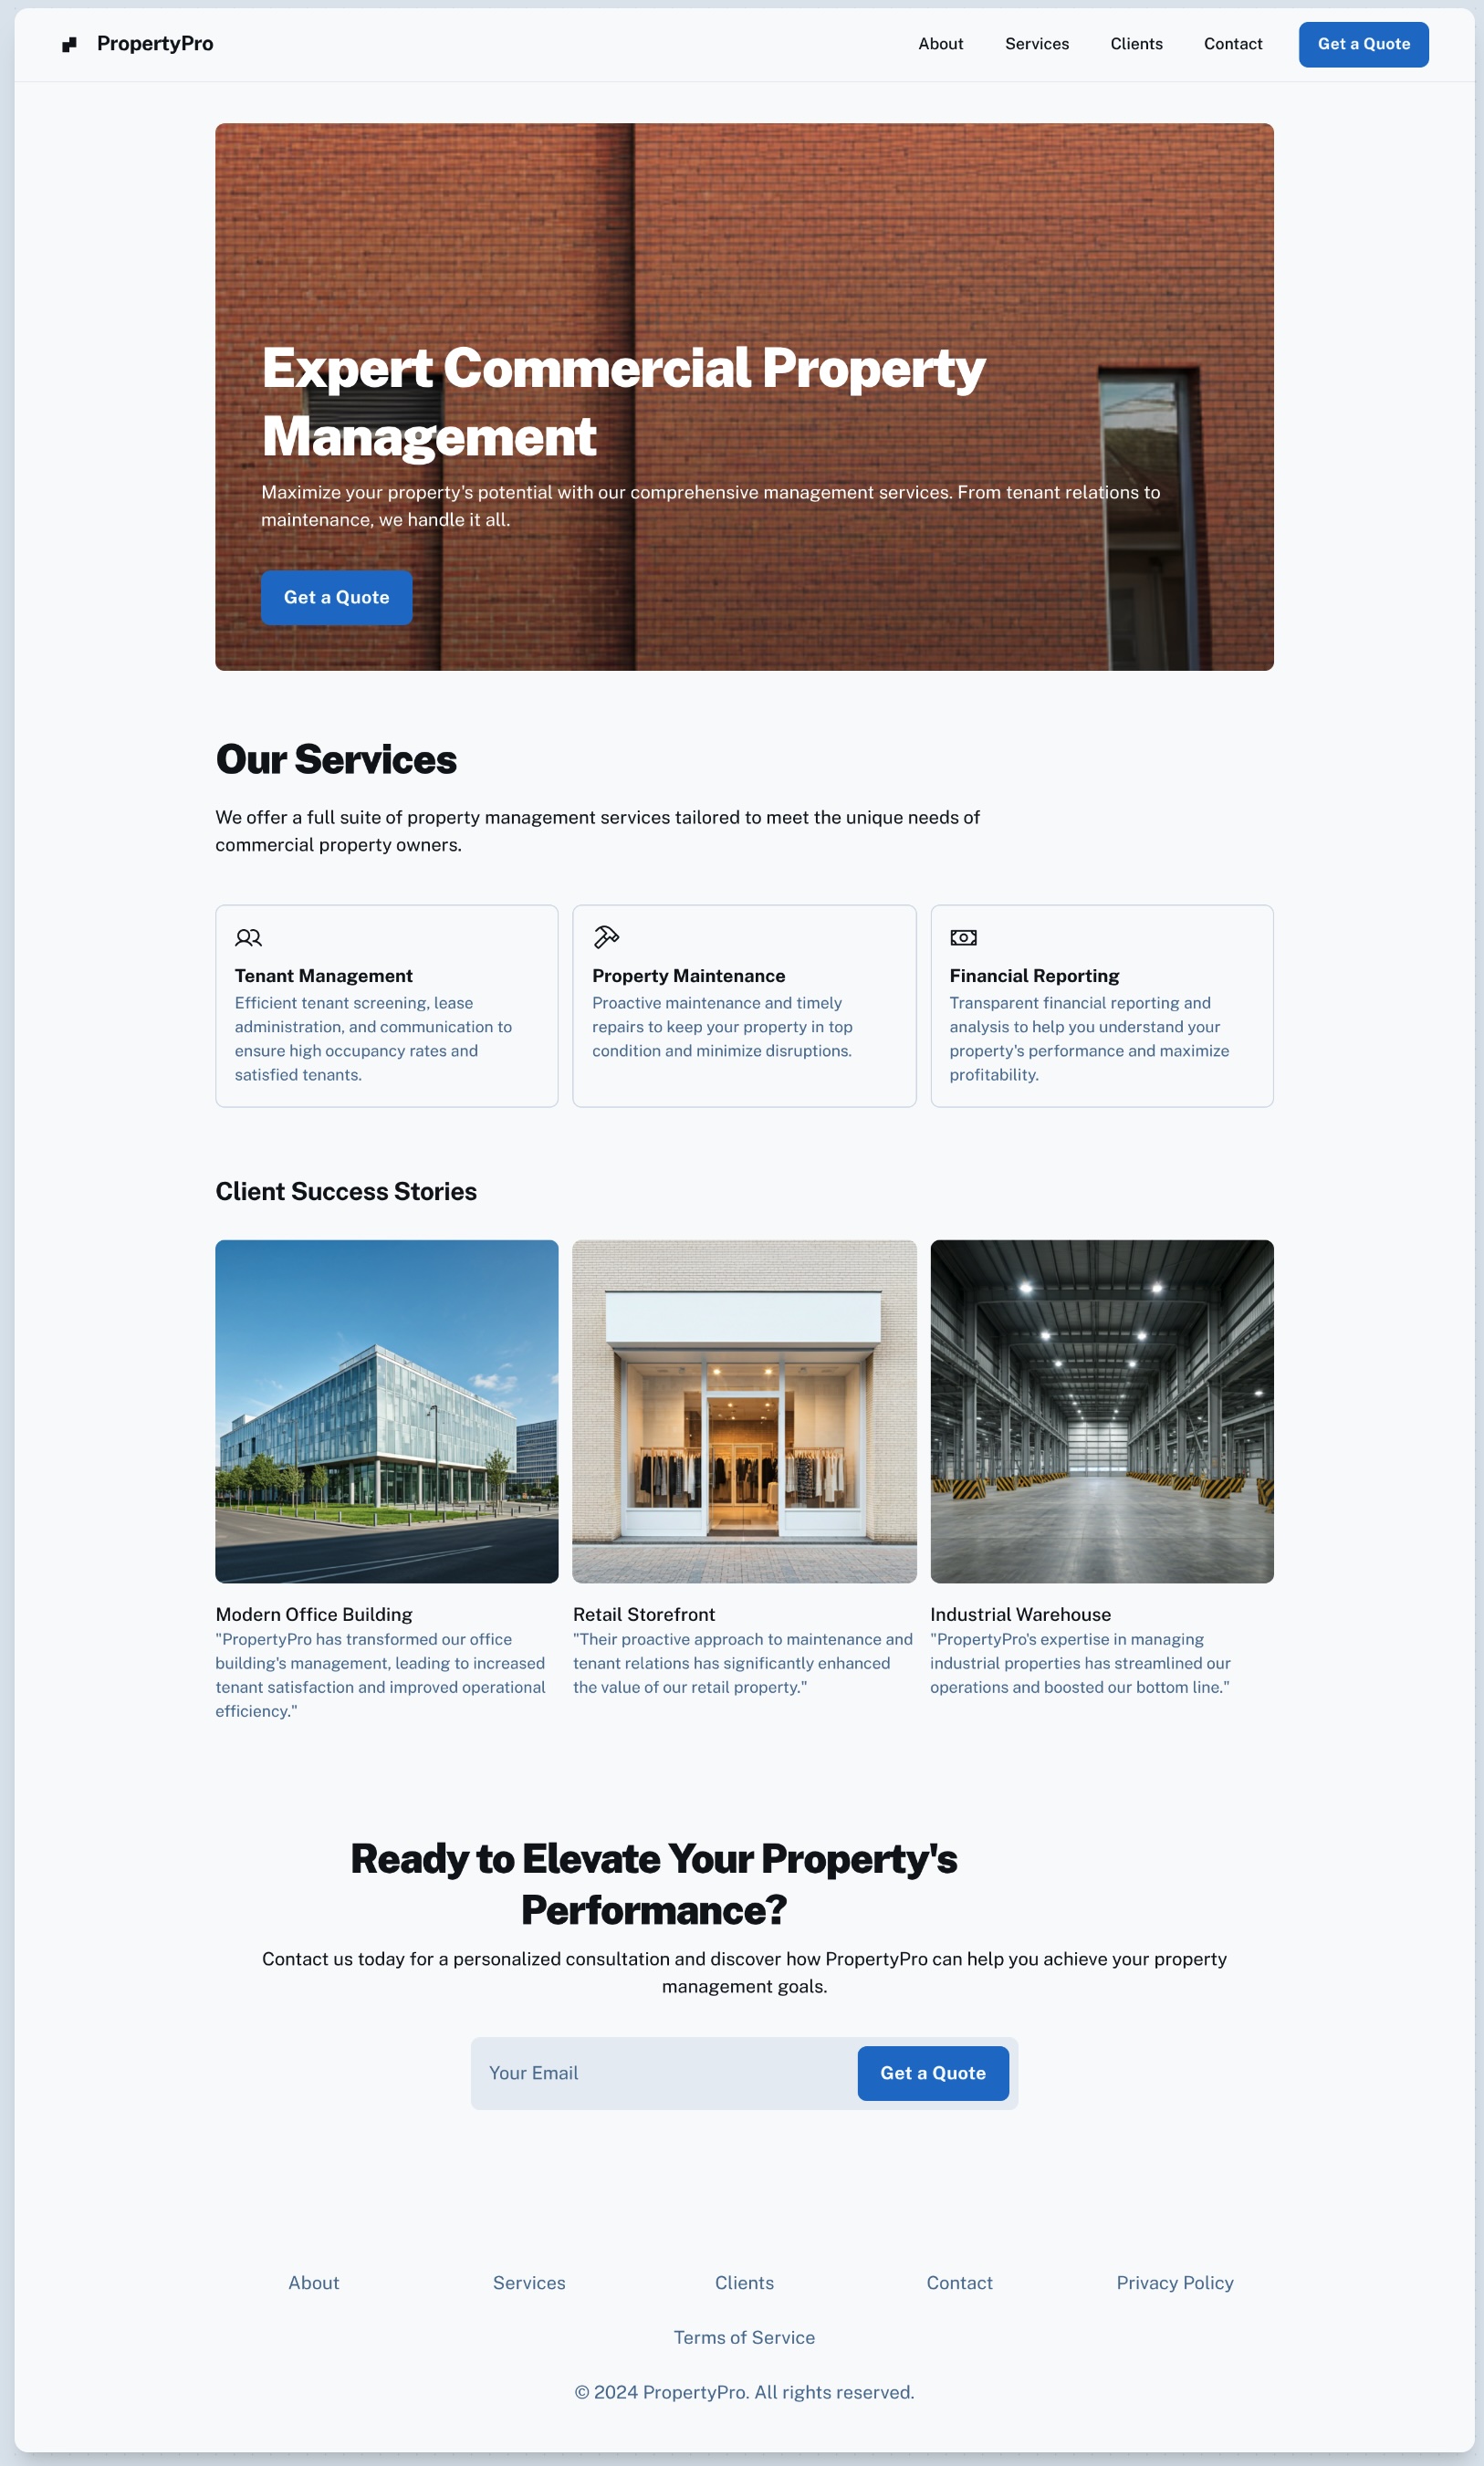 PropertyPro
About
Services
Clients
Contact
Get a Quote
Expert Commercial Property
Management
Maximize your property's potential with our comprehensive management services. From tenant relations to
maintenance, we handle it all.
Get a Quote
Our Services
We offer a full suite of property management services tailored to meet the unique needs of
commercial property owners.
Tenant Management
Efficient tenant screening, lease
administration, and communication to
ensure high occupancy rates and
satisfied tenants.
Property Maintenance
Proactive maintenance and timely
repairs to keep your property in top
condition and minimize disruptions.
Financial Reporting
Transparent financial reporting and
analysis to help you understand your
property's performance and maximize
profitability.
Client Success Stories
Modern Office Building
"PropertyPro has transformed our office
building's management, leading to increased
tenant satisfaction and improved operational
efficiency."
Retail Storefront
"Their proactive approach to maintenance and
tenant relations has significantly enhanced
the value of our retail property."
Industrial Warehouse
"PropertyPro's expertise in managing
industrial properties has streamlined our
operations and boosted our bottom line."
Ready to Elevate Your Property's
Performance?
Contact us today for a personalized consultation and discover how PropertyPro can help you achieve your property
management goals.
Your Email
Get a Quote
About
Services
Clients
Contact
Privacy Policy
Terms of Service
© 2024 PropertyPro. All rights reserved.